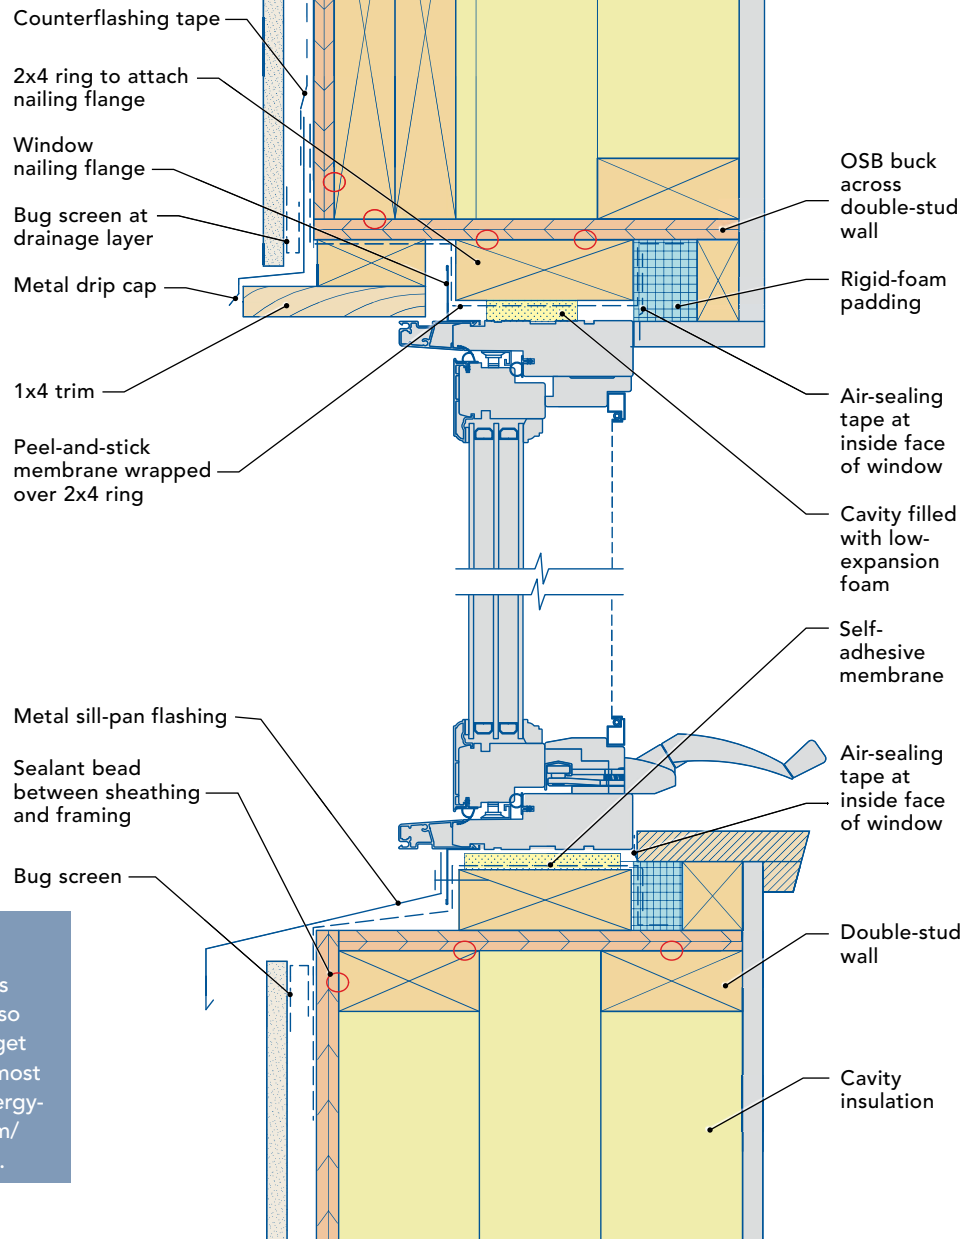 Counterflashing tape
2x4 ring to attach
nailing flange
Window
nailing flange
Bug screen at
drainage layer
Metal drip cap
1x4 trim
Peel-and-stick
membrane wrapped
over 2x4 ring
Metal sill-pan flashing
Sealant bead
between sheathing
and framing
Bug screen
s
so
get
most
ergy-
m/
.
OSB buck
across
double-stud
wall
Rigid-foam
padding
Air-sealing
tape at
inside face
of window
Cavity filled
with low-
expansion
foam
Self-
adhesive
membrane
Air-sealing
tape at
inside face
of window
Double-stud
wall
Cavity
insulation